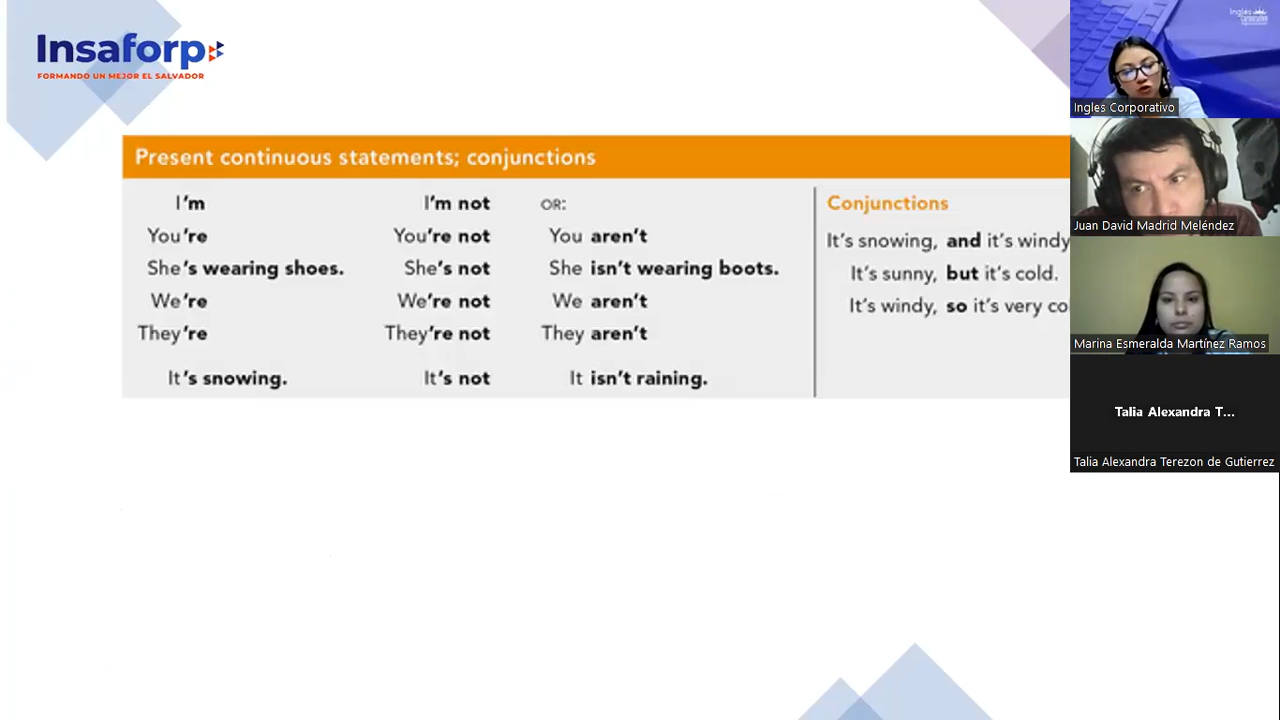 Insaforp
FORMANDO UN MEJOR EL SALVADOR
Present continuous statements; conjunctions
I'm I'm not OR:
You're You're not You aren't
She's wearing shoes. She's not She isn't wearing boots.
We're We're not We aren't
They're They're not They aren't
It's snowing. It's not It isn't raining.
Conjunctions
It's snowing, and it's windy
It's sunny, but it's cold.
It's windy, so it's very co
Ingles Corporativo
Ingles Corporativo
Juan David Madrid Meléndez
Marina Esmeralda Martínez Ramos
Talia Alexandra T...
Talia Alexandra Terezon de Gutierrez